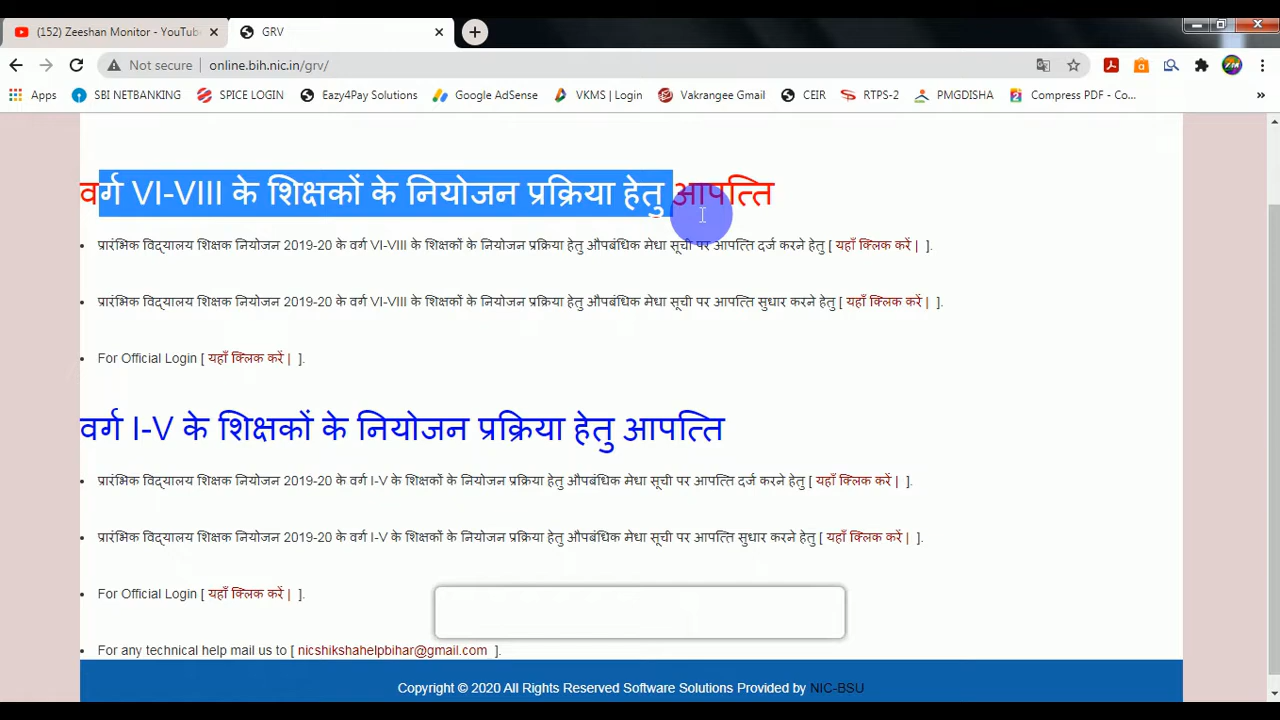 (152) Zeeshan Monitor - YouTub
GRV
Not secure
online.bih.nic.in/grv/
Apps
SBI NETBANKING
SPICE LOGIN
Eazy4Pay Solutions
Google AdSense
VKMS | Login
Vakrangee Gmail
CEIR
RTPS-2
PMGDISHA
Compress PDF - Co...
»
वर्ग VI-VIII के शिक्षकों के नियोजन प्रक्रिया हेतु आपत्ति
प्रारंभिक विद्यालय शिक्षक नियोजन 2019-20 के वर्ग VI-VIII के शिक्षकों के नियोजन प्रक्रिया हेतु औपबंधिक मेधा सूची पर आपत्ति दर्ज करने हेतु [ यहाँ क्लिक करें | ].
प्रारंभिक विद्यालय शिक्षक नियोजन 2019-20 के वर्ग VI-VIII के शिक्षकों के नियोजन प्रक्रिया हेतु औपबंधिक मेधा सूची पर आपत्ति सुधार करने हेतु [ यहाँ क्लिक करें | ].
For Official Login [ यहाँ क्लिक करें | ].
वर्ग I-V के शिक्षकों के नियोजन प्रक्रिया हेतु आपत्ति
प्रारंभिक विद्यालय शिक्षक नियोजन 2019-20 के वर्ग I-V के शिक्षकों के नियोजन प्रक्रिया हेतु औपबंधिक मेधा सूची पर आपत्ति दर्ज करने हेतु [ यहाँ क्लिक करें | ].
प्रारंभिक विद्यालय शिक्षक नियोजन 2019-20 के वर्ग I-V के शिक्षकों के नियोजन प्रक्रिया हेतु औपबंधिक मेधा सूची पर आपत्ति सुधार करने हेतु [ यहाँ क्लिक करें | ].
For Official Login [ यहाँ क्लिक करें | ].
For any technical help mail us to [ nicshikshahelpbihar@gmail.com ].
Copyright © 2020 All Rights Reserved Software Solutions Provided by NIC-BSU